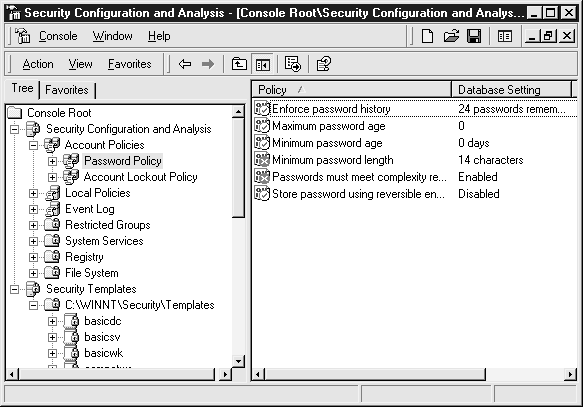 Security Configuration and Analysis - [Console Root\Security Configuration and Analys...
Console Window Help
Action View Favorites
Tree Favorites
Console Root
Security Configuration and Analysis
Account Policies
Password Policy
Account Lockout Policy
Local Policies
Event Log
Restricted Groups
System Services
Registry
File System
Security Templates
C:\WINNT\Security\Templates
basicdc
basicsv
basicwk
Policy Database Setting
Enforce password history 24 passwords remem...
Maximum password age 0
Minimum password age 0 days
Minimum password length 14 characters
Passwords must meet complexity re... Enabled
Store password using reversible en... Disabled